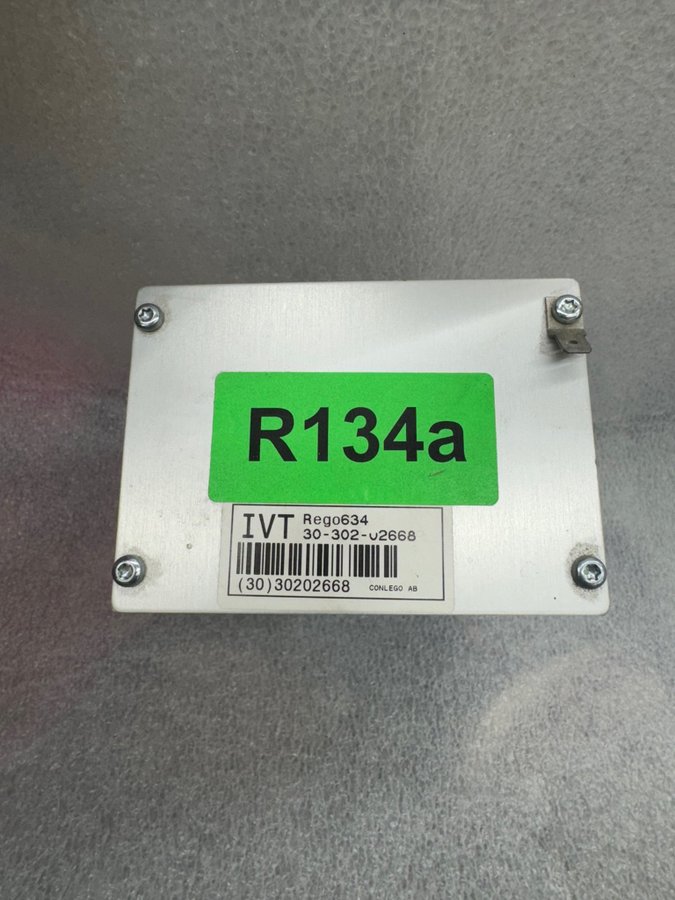 R134a
IVT Rego634
30-302-02668
(30)30202668 CONLEGO AB